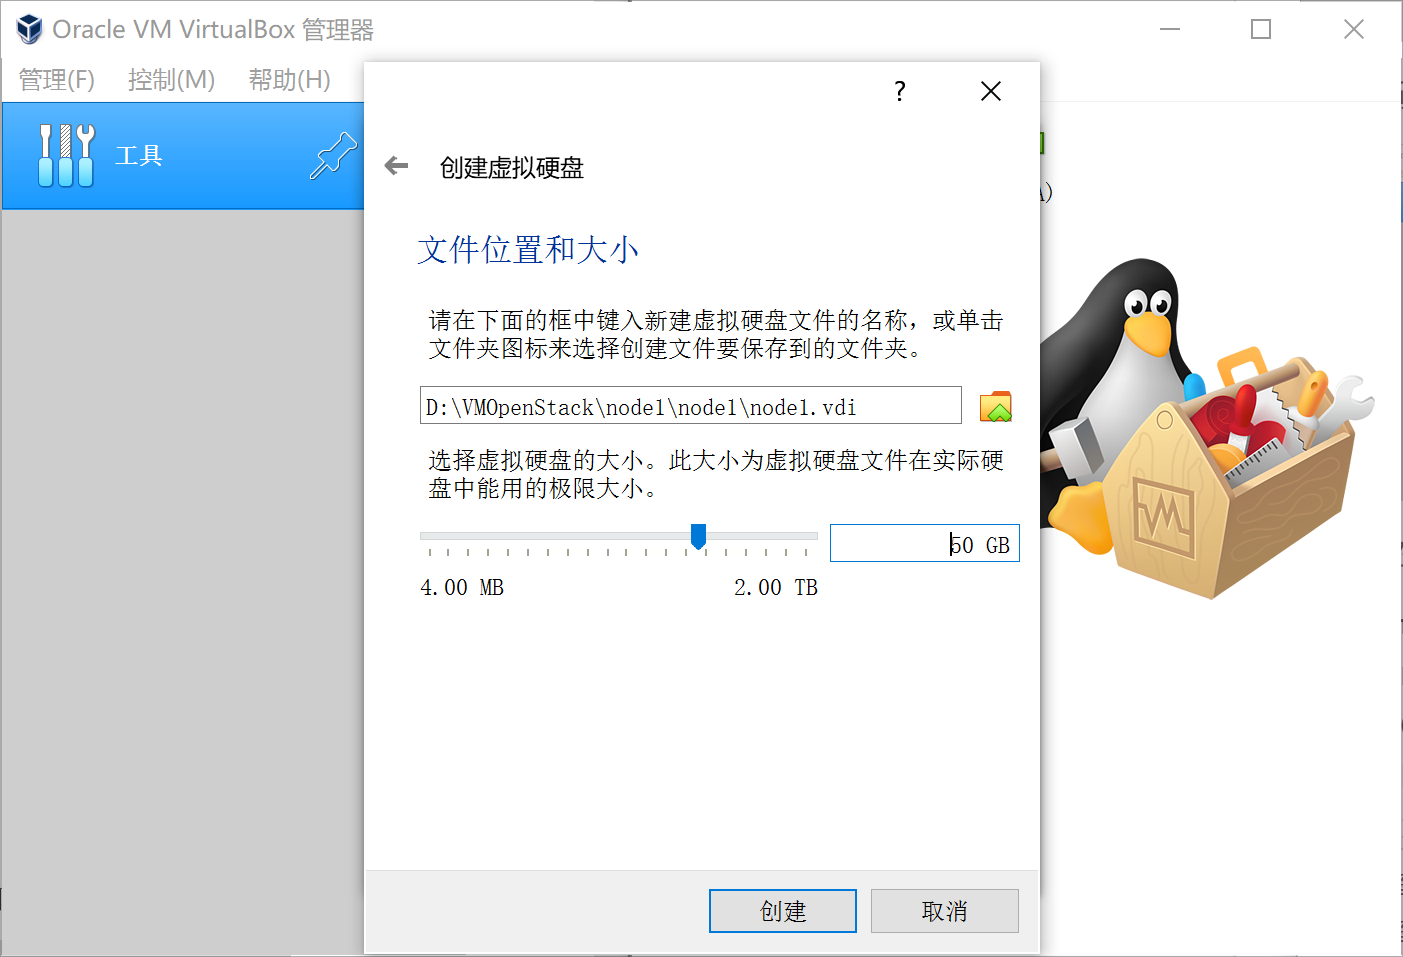 Oracle VM VirtualBox 管理器
管理(F) 控制(M) 帮助(H)
?
工具
创建虚拟硬盘
文件位置和大小
请在下面的框中键入新建虚拟硬盘文件的名称，或单击
文件夹图标来选择创建文件要保存到的文件夹。
D:\VMOpenStack\node1\node1\node1.vdi
选择虚拟硬盘的大小。此大小为虚拟硬盘文件在实际硬
盘中能用的极限大小。
50 GB
4.00 MB 2.00 TB
创建 取消